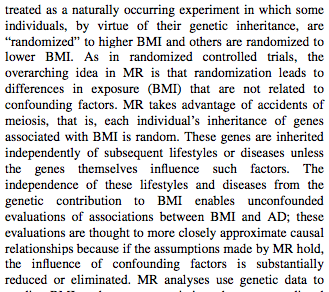 treated as a naturally occurring experiment in which some
individuals, by virtue of their genetic inheritance, are
“randomized” to higher BMI and others are randomized to
lower BMI. As in randomized controlled trials, the
overarching idea in MR is that randomization leads to
differences in exposure (BMI) that are not related to
confounding factors. MR takes advantage of accidents of
meiosis, that is, each individual’s inheritance of genes
associated with BMI is random. These genes are inherited
independently of subsequent lifestyles or diseases unless
the genes themselves influence such factors. The
independence of these lifestyles and diseases from the
genetic contribution to BMI enables unconfounded
evaluations of associations between BMI and AD; these
evaluations are thought to more closely approximate causal
relationships because if the assumptions made by MR hold,
the influence of confounding factors is substantially
reduced or eliminated. MR analyses use genetic data to